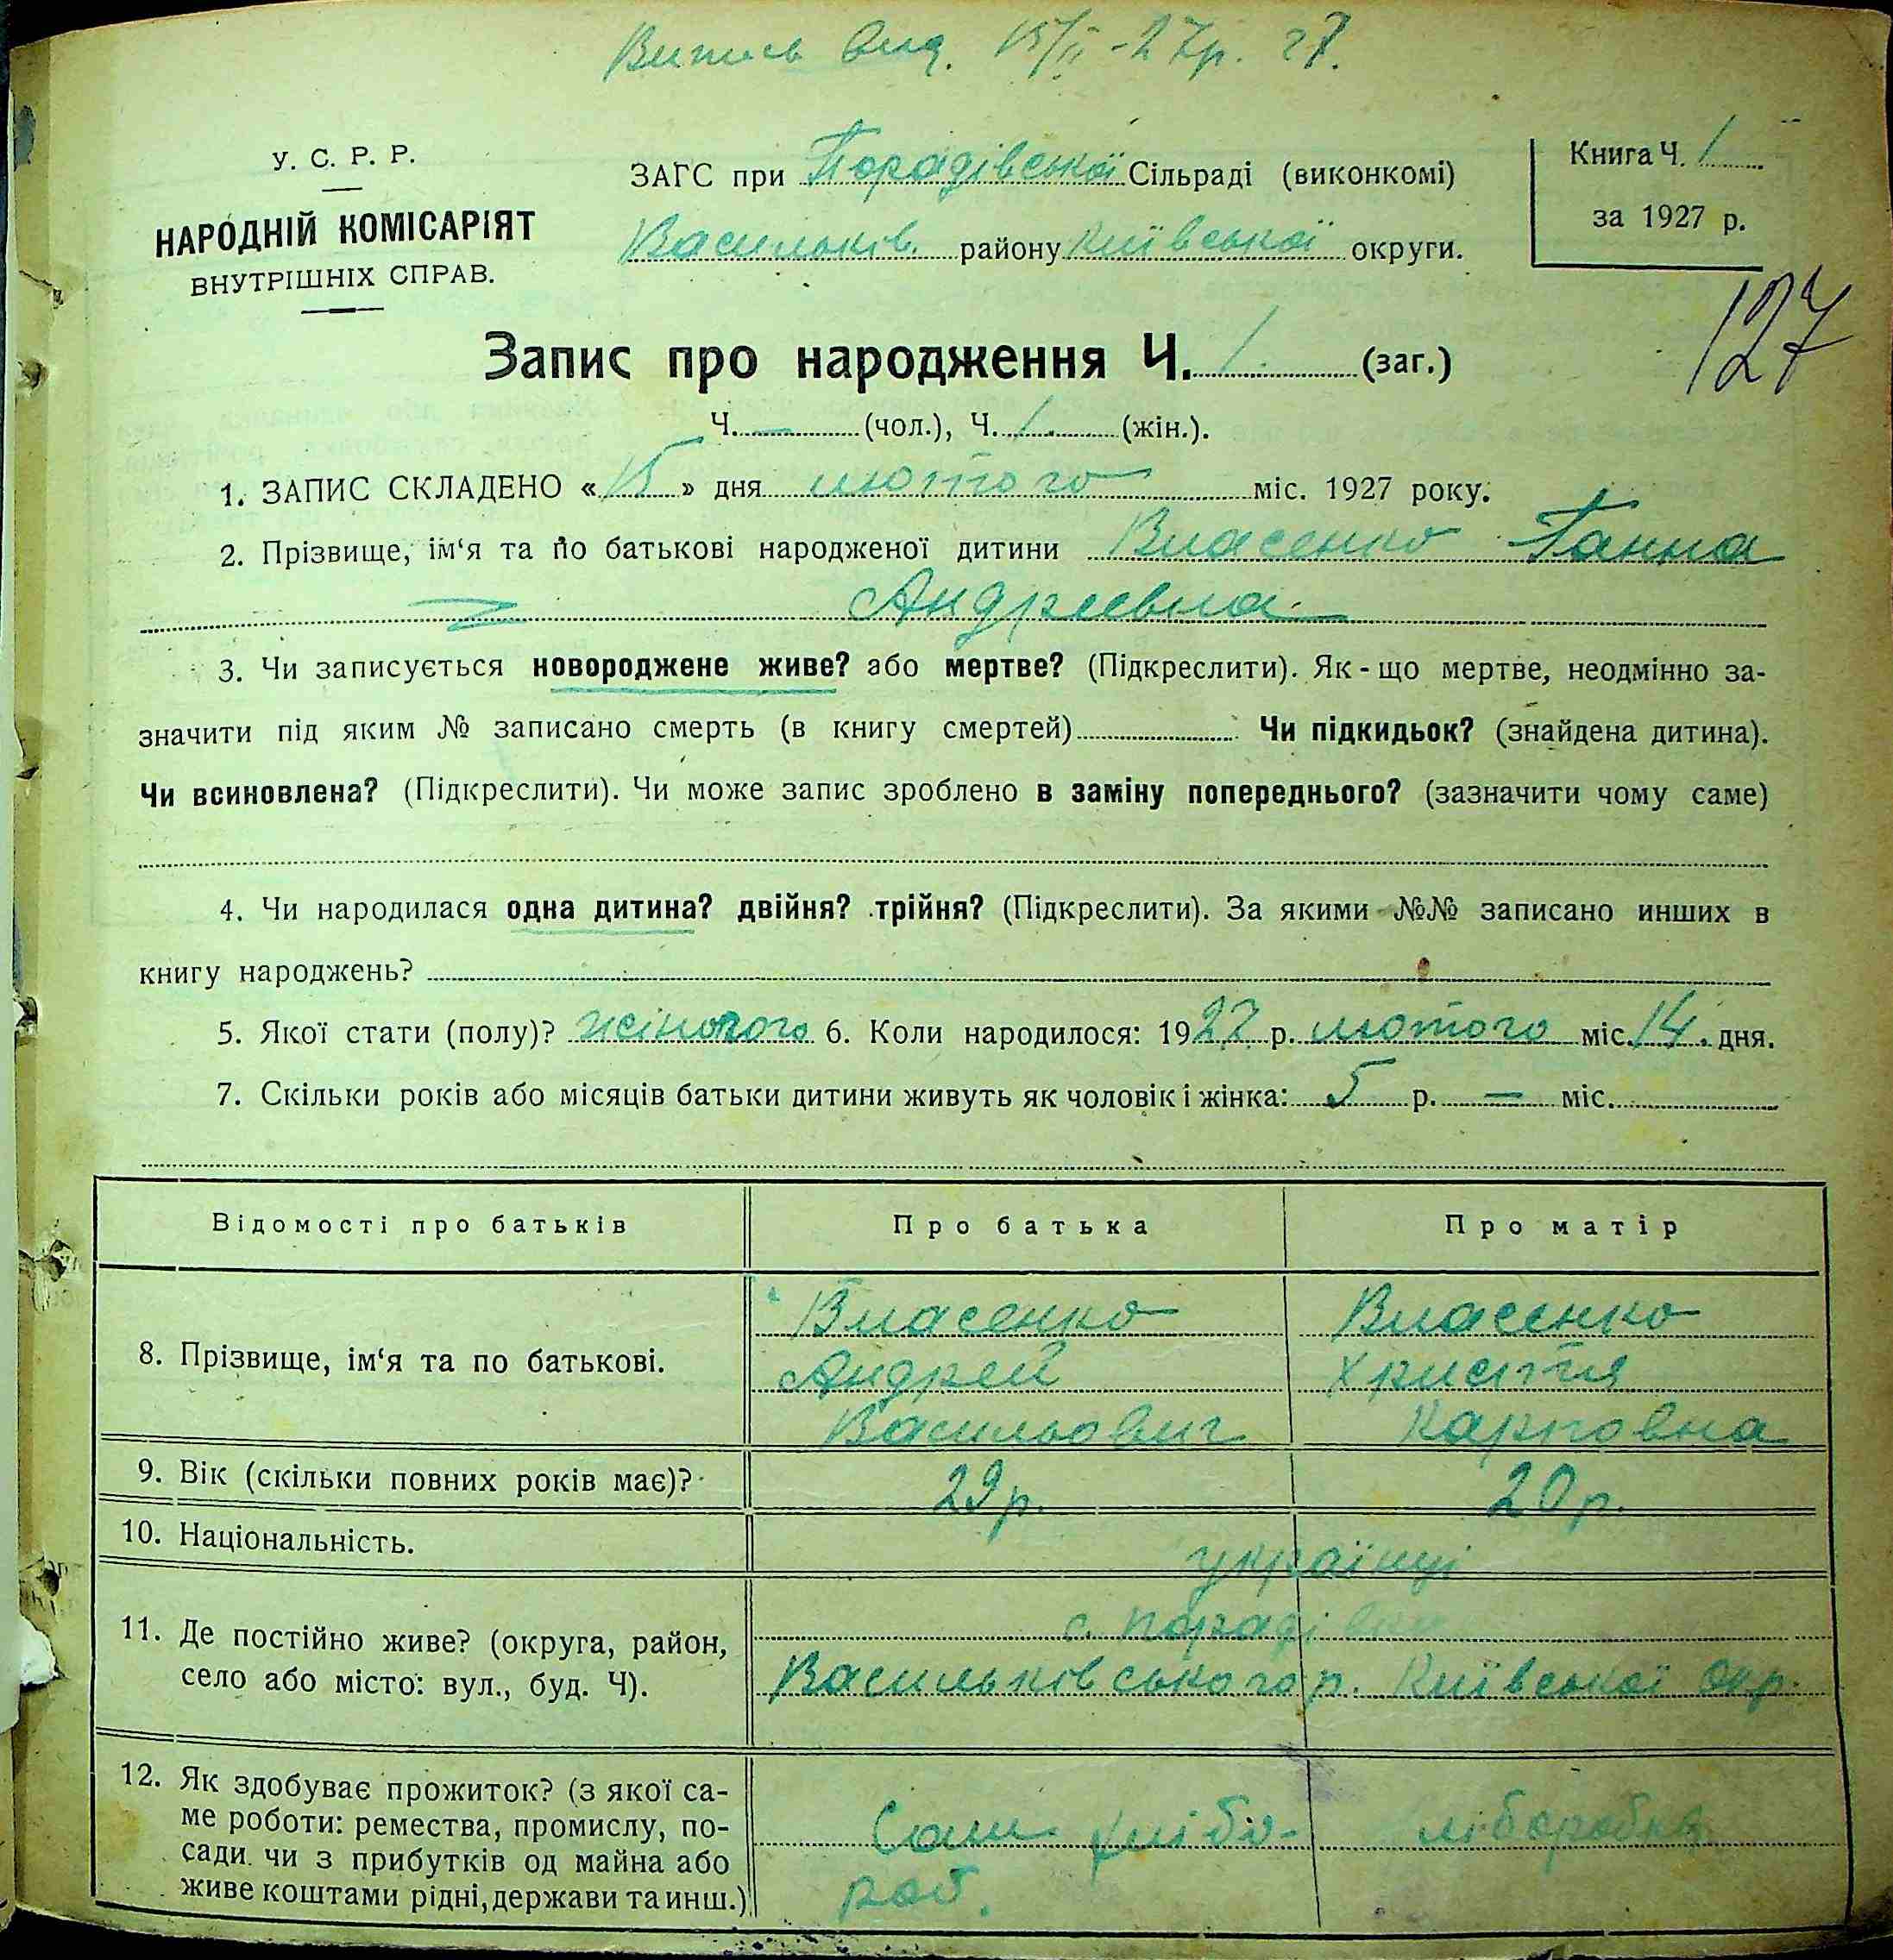 Випись вид. 15/II-27р.
У. С. Р. Р.
НАРОДНІЙ КОМІСАРІЯТ
ВНУТРІШНІХ СПРАВ.
ЗАГС при Порадівської Сільраді (виконкомі)
Васильків. району Київської округи.
Книга Ч. 1
за 1927 р.
127
Запис про народження Ч. 1 (заг.)
Ч. — (чол.), Ч. 1. (жін.).
1. ЗАПИС СКЛАДЕНО «15» дня лютого міс. 1927 року.
2. Прізвище, ім‘я та по батькові народженої дитини Власенко Ганна
Андреевна
3. Чи записується новороджене живе? або мертве? (Підкреслити). Як-що мертве, неодмінно за-
значити під яким № записано смерть (в книгу смертей) Чи підкидьок? (знайдена дитина).
Чи всиновлена? (Підкреслити). Чи може запис зроблено в заміну попереднього? (зазначити чому саме)
4. Чи народилася одна дитина? двійня? трійня? (Підкреслити). За якими №№ записано инших в
книгу народжень?
5. Якої стати (полу)? жіночого 6. Коли народилося: 1927 р. лютого міс. 14. дня.
7. Скільки років або місяців батьки дитини живуть як чоловік і жінка: 5 р. — міс.
Відомості про батьків Про батька Про матір
8. Прізвище, ім‘я та по батькові.
Власенко Власенко
Андрей Христя
Васильович Карповна
9. Вік (скільки повних років має)? 29р. 20р.
10. Національність. українці
11. Де постійно живе? (округа, район,
село або місто: вул., буд. Ч).
с. Порадівка
Васильківського р. Київської окр.
12. Як здобуває прожиток? (з якої са-
ме роботи: ремества, промислу, по-
сади чи з прибутків од майна або
живе коштами рідні, держави та инш.)
хлібо-
роб.